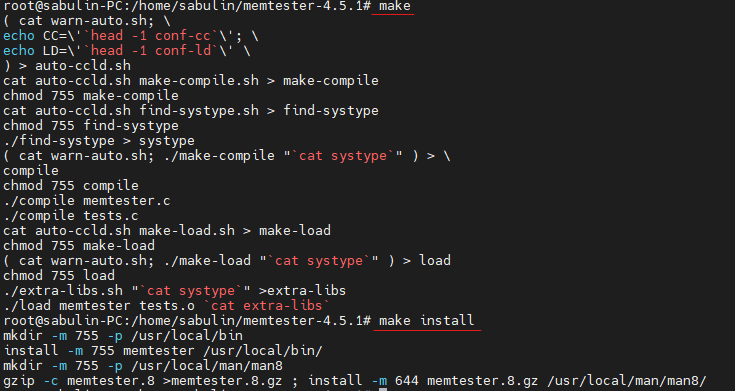 root@sabulin-PC:/home/sabulin/memtester-4.5.1# make
( cat warn-auto.sh; \
echo CC=\'`head -1 conf-cc`\'; \
echo LD=\'`head -1 conf-ld`\' \
) > auto-ccld.sh
cat auto-ccld.sh make-compile.sh > make-compile
chmod 755 make-compile
cat auto-ccld.sh find-systype.sh > find-systype
chmod 755 find-systype
./find-systype > systype
( cat warn-auto.sh; ./make-compile "`cat systype`" ) > \
compile
chmod 755 compile
./compile memtester.c
./compile tests.c
cat auto-ccld.sh make-load.sh > make-load
chmod 755 make-load
( cat warn-auto.sh; ./make-load "`cat systype`" ) > load
chmod 755 load
./extra-libs.sh "`cat systype`" >extra-libs
./load memtester tests.o `cat extra-libs`
root@sabulin-PC:/home/sabulin/memtester-4.5.1# make install
mkdir -m 755 -p /usr/local/bin
install -m 755 memtester /usr/local/bin/
mkdir -m 755 -p /usr/local/man/man8
gzip -c memtester.8 >memtester.8.gz ; install -m 644 memtester.8.gz /usr/local/man/man8/